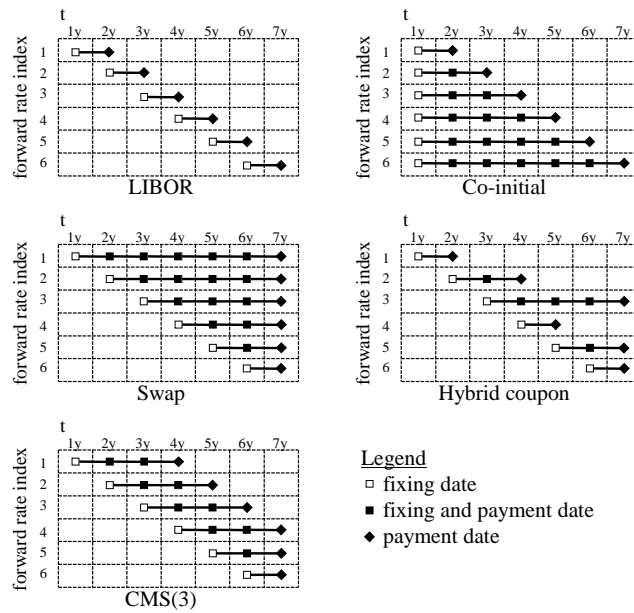 t
1y 2y 3y 4y 5y 6y 7y
forward rate index
1
2
3
4
5
6
LIBOR
t
1y 2y 3y 4y 5y 6y 7y
forward rate index
1
2
3
4
5
6
Co-initial
t
1y 2y 3y 4y 5y 6y 7y
forward rate index
1
2
3
4
5
6
Swap
t
1y 2y 3y 4y 5y 6y 7y
forward rate index
1
2
3
4
5
6
Hybrid coupon
t
1y 2y 3y 4y 5y 6y 7y
forward rate index
1
2
3
4
5
6
CMS(3)
Legend
fixing date
fixing and payment date
payment date